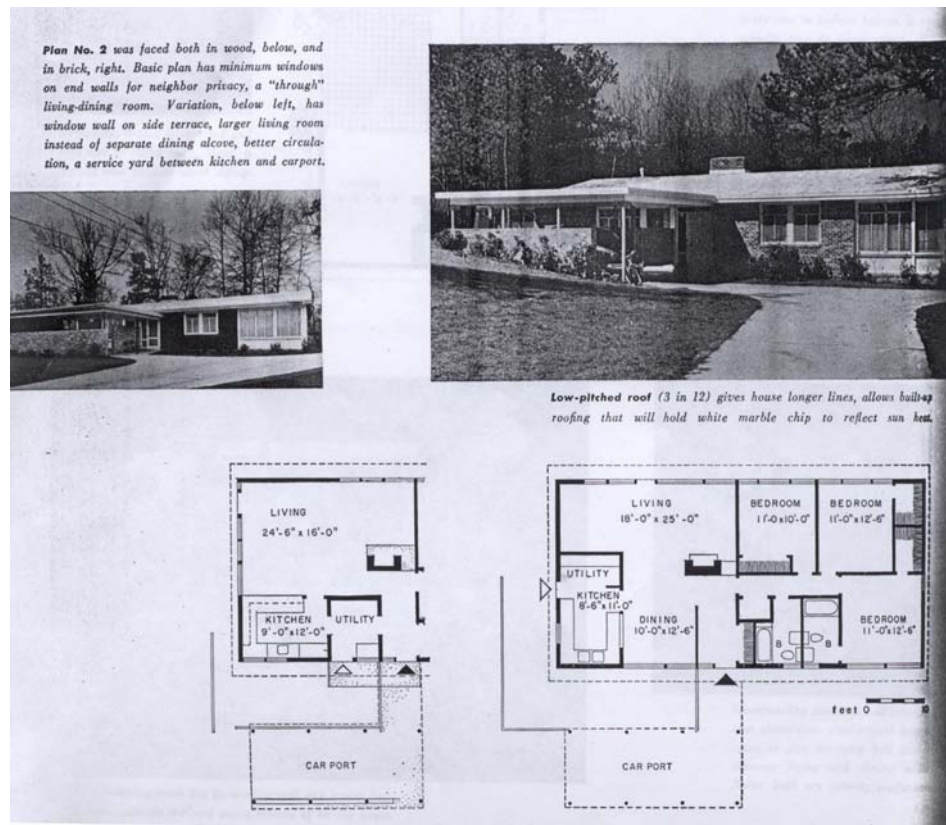 Plan No. 2 was faced both in wood, below, and
in brick, right. Basic plan has minimum windows
on end walls for neighbor privacy, a "through"
living-dining room. Variation, below left, has
window wall on side terrace, larger living room
instead of separate dining alcove, better circula-
tion, a service yard between kitchen and carport.
Low-pitched roof (3 in 12) gives house longer lines, allows built-up
roofing that will hold white marble chip to reflect sun heat.
LIVING
24'-6" x 16'-0"
KITCHEN
9'-0"x12'-0"
UTILITY
CAR PORT
LIVING
18'-0" x 25'-0"
BEDROOM
11'-0x10'-0"
BEDROOM
11'-0"x12'-6"
UTILITY
KITCHEN
8'-6"x11'-0"
DINING
10'-0"x12'-6"
B
B
BEDROOM
11'-0"x12'-6"
feet 0
CAR PORT